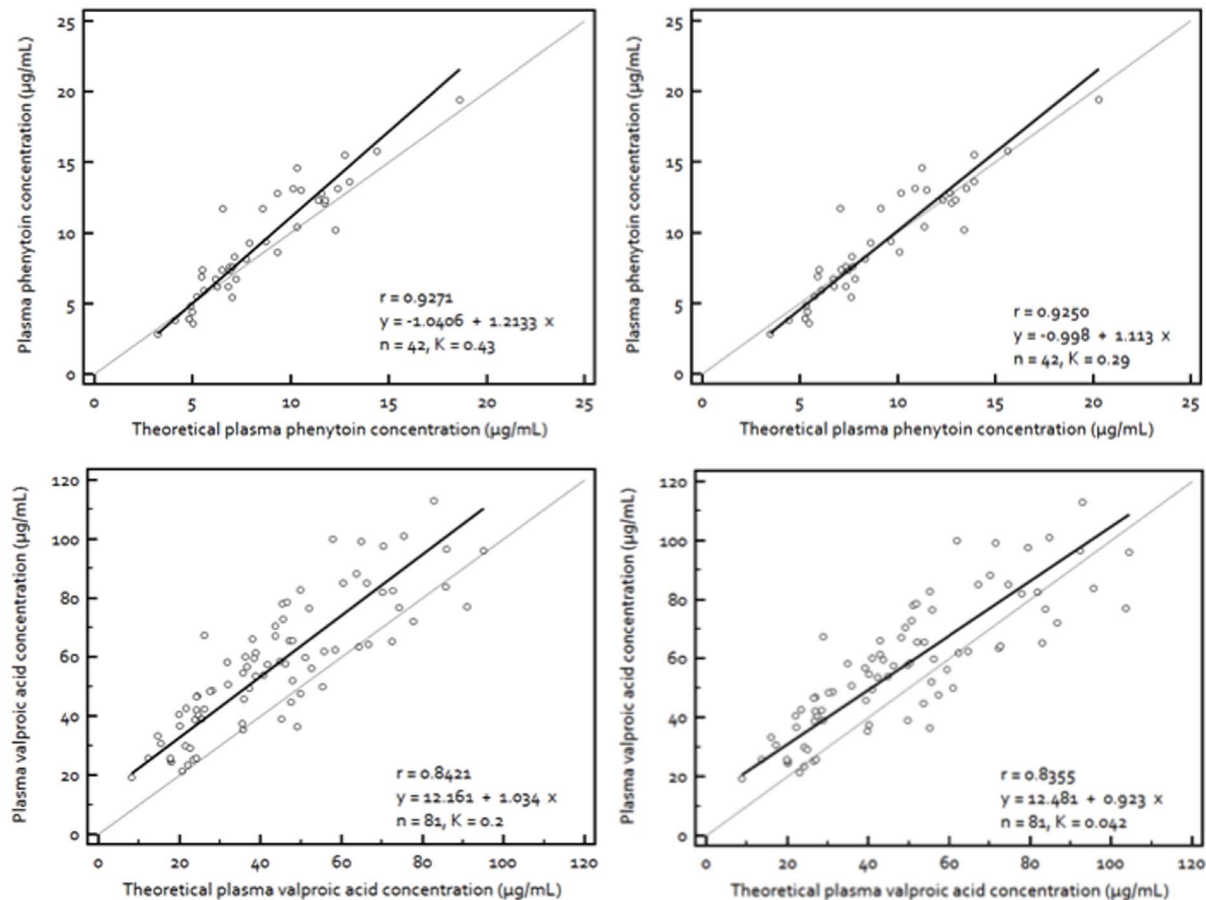 Plasma phenytoin concentration (µg/mL)
25
20
15
10
5
0
r = 0.9271
y = -1.0406 + 1.2133 x
n = 42, K = 0.43
0 5 10 15 20 25
Theoretical plasma phenytoin concentration (µg/mL)
Plasma phenytoin concentration (µg/mL)
25
20
15
10
5
0
r = 0.9250
y = -0.998 + 1.113 x
n = 42, K = 0.29
0 5 10 15 20 25
Theoretical plasma phenytoin concentration (µg/mL)
Plasma valproic acid concentration (µg/mL)
120
100
80
60
40
20
0
r = 0.8421
y = 12.161 + 1.034 x
n = 81, K = 0.2
0 20 40 60 80 100 120
Theoretical plasma valproic acid concentration (µg/mL)
Plasma valproic acid concentration (µg/mL)
120
100
80
60
40
20
0
r = 0.8355
y = 12.481 + 0.923 x
n = 81, K = 0.042
0 20 40 60 80 100 120
Theoretical plasma valproic acid concentration (µg/mL)